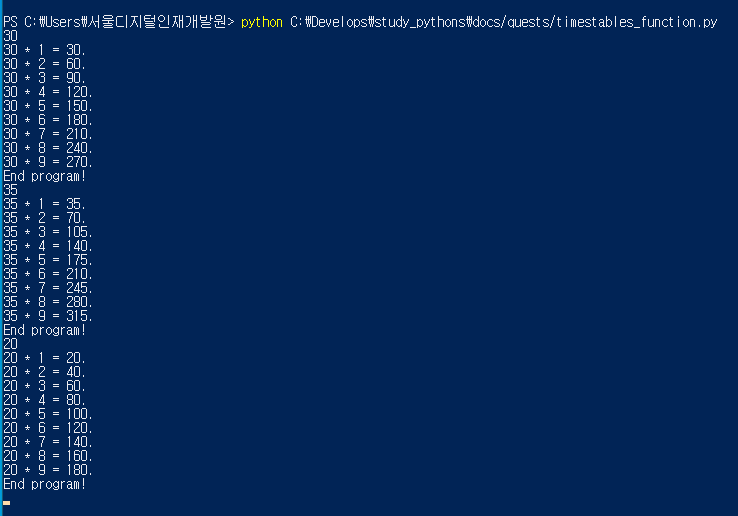 PS C:\Users\서울디지털인재개발원> python C:\Develops\study_pythons\docs/quests/timestables_function.py
30
30 * 1 = 30.
30 * 2 = 60.
30 * 3 = 90.
30 * 4 = 120.
30 * 5 = 150.
30 * 6 = 180.
30 * 7 = 210.
30 * 8 = 240.
30 * 9 = 270.
End program!
35
35 * 1 = 35.
35 * 2 = 70.
35 * 3 = 105.
35 * 4 = 140.
35 * 5 = 175.
35 * 6 = 210.
35 * 7 = 245.
35 * 8 = 280.
35 * 9 = 315.
End program!
20
20 * 1 = 20.
20 * 2 = 40.
20 * 3 = 60.
20 * 4 = 80.
20 * 5 = 100.
20 * 6 = 120.
20 * 7 = 140.
20 * 8 = 160.
20 * 9 = 180.
End program!